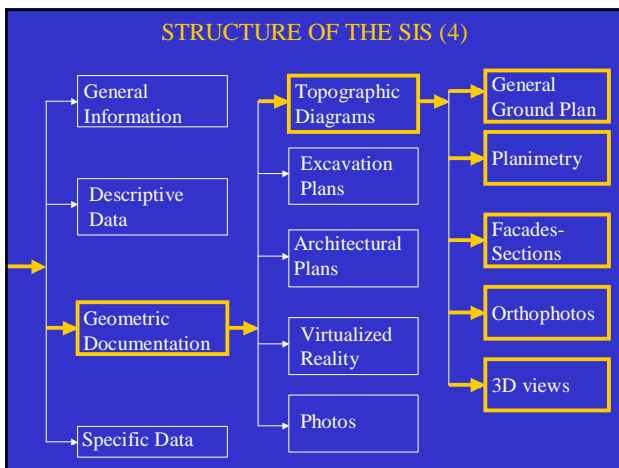 STRUCTURE OF THE SIS (4)
General
Information
Descriptive
Data
Geometric
Documentation
Specific Data
Topographic
Diagrams
Excavation
Plans
Architectural
Plans
Virtualized
Reality
Photos
General
Ground Plan
Planimetry
Facades-
Sections
Orthophotos
3D views